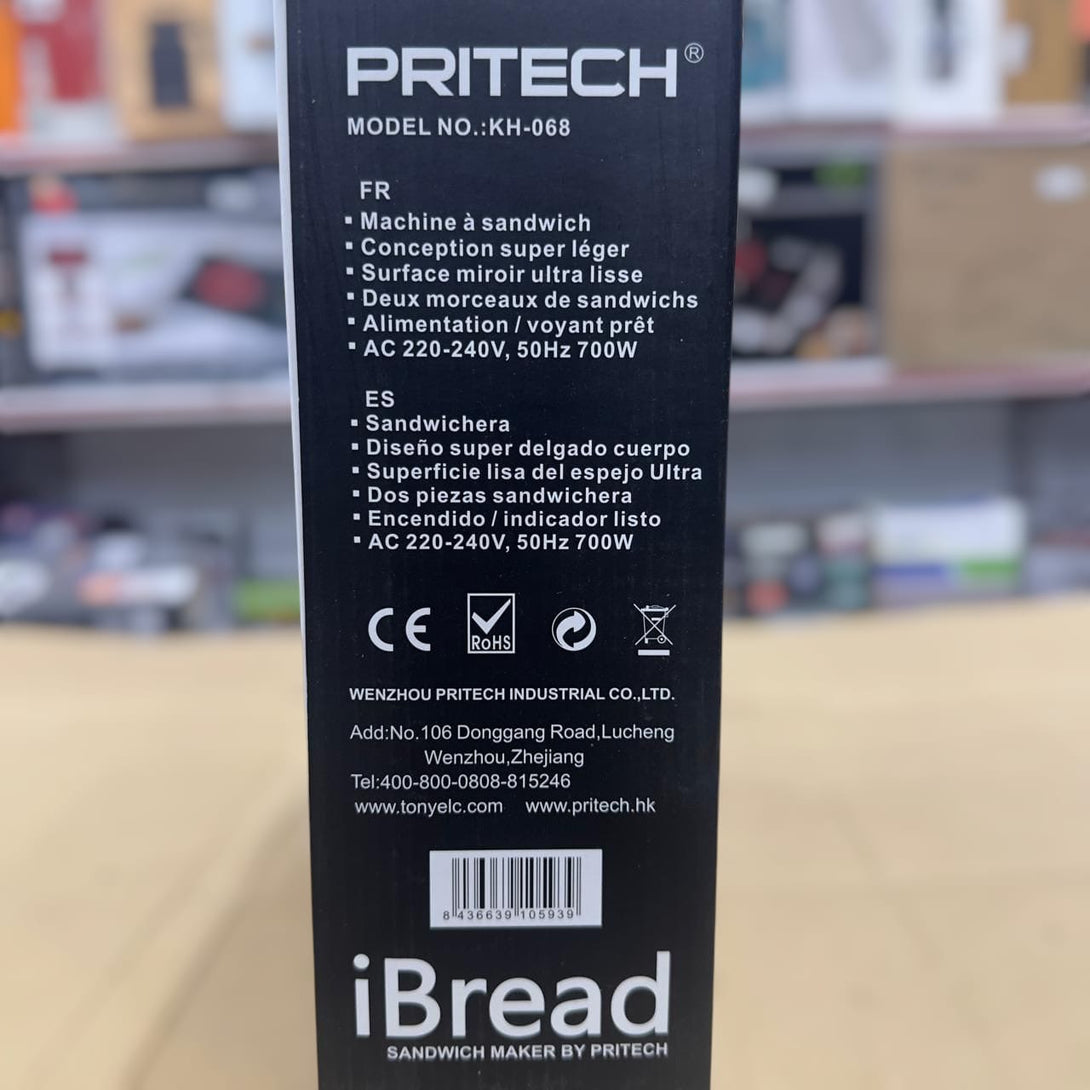 PRITECH®
MODEL NO.:KH-068
FR
▪ Machine à sandwich
▪ Conception super léger
▪ Surface miroir ultra lisse
▪ Deux morceaux de sandwichs
▪ Alimentation / voyant prêt
▪ AC 220-240V, 50Hz 700W
ES
▪ Sandwichera
▪ Diseño super delgado cuerpo
▪ Superficie lisa del espejo Ultra
▪ Dos piezas sandwichera
▪ Encendido / indicador listo
▪ AC 220-240V, 50Hz 700W
CE
RoHS
WENZHOU PRITECH INDUSTRIAL CO.,LTD.
Add:No.106 Donggang Road,Lucheng
Wenzhou,Zhejiang
Tel:400-800-0808-815246
www.tonyelc.com www.pritech.hk
8 436639 105939
iBread
SANDWICH MAKER BY PRITECH